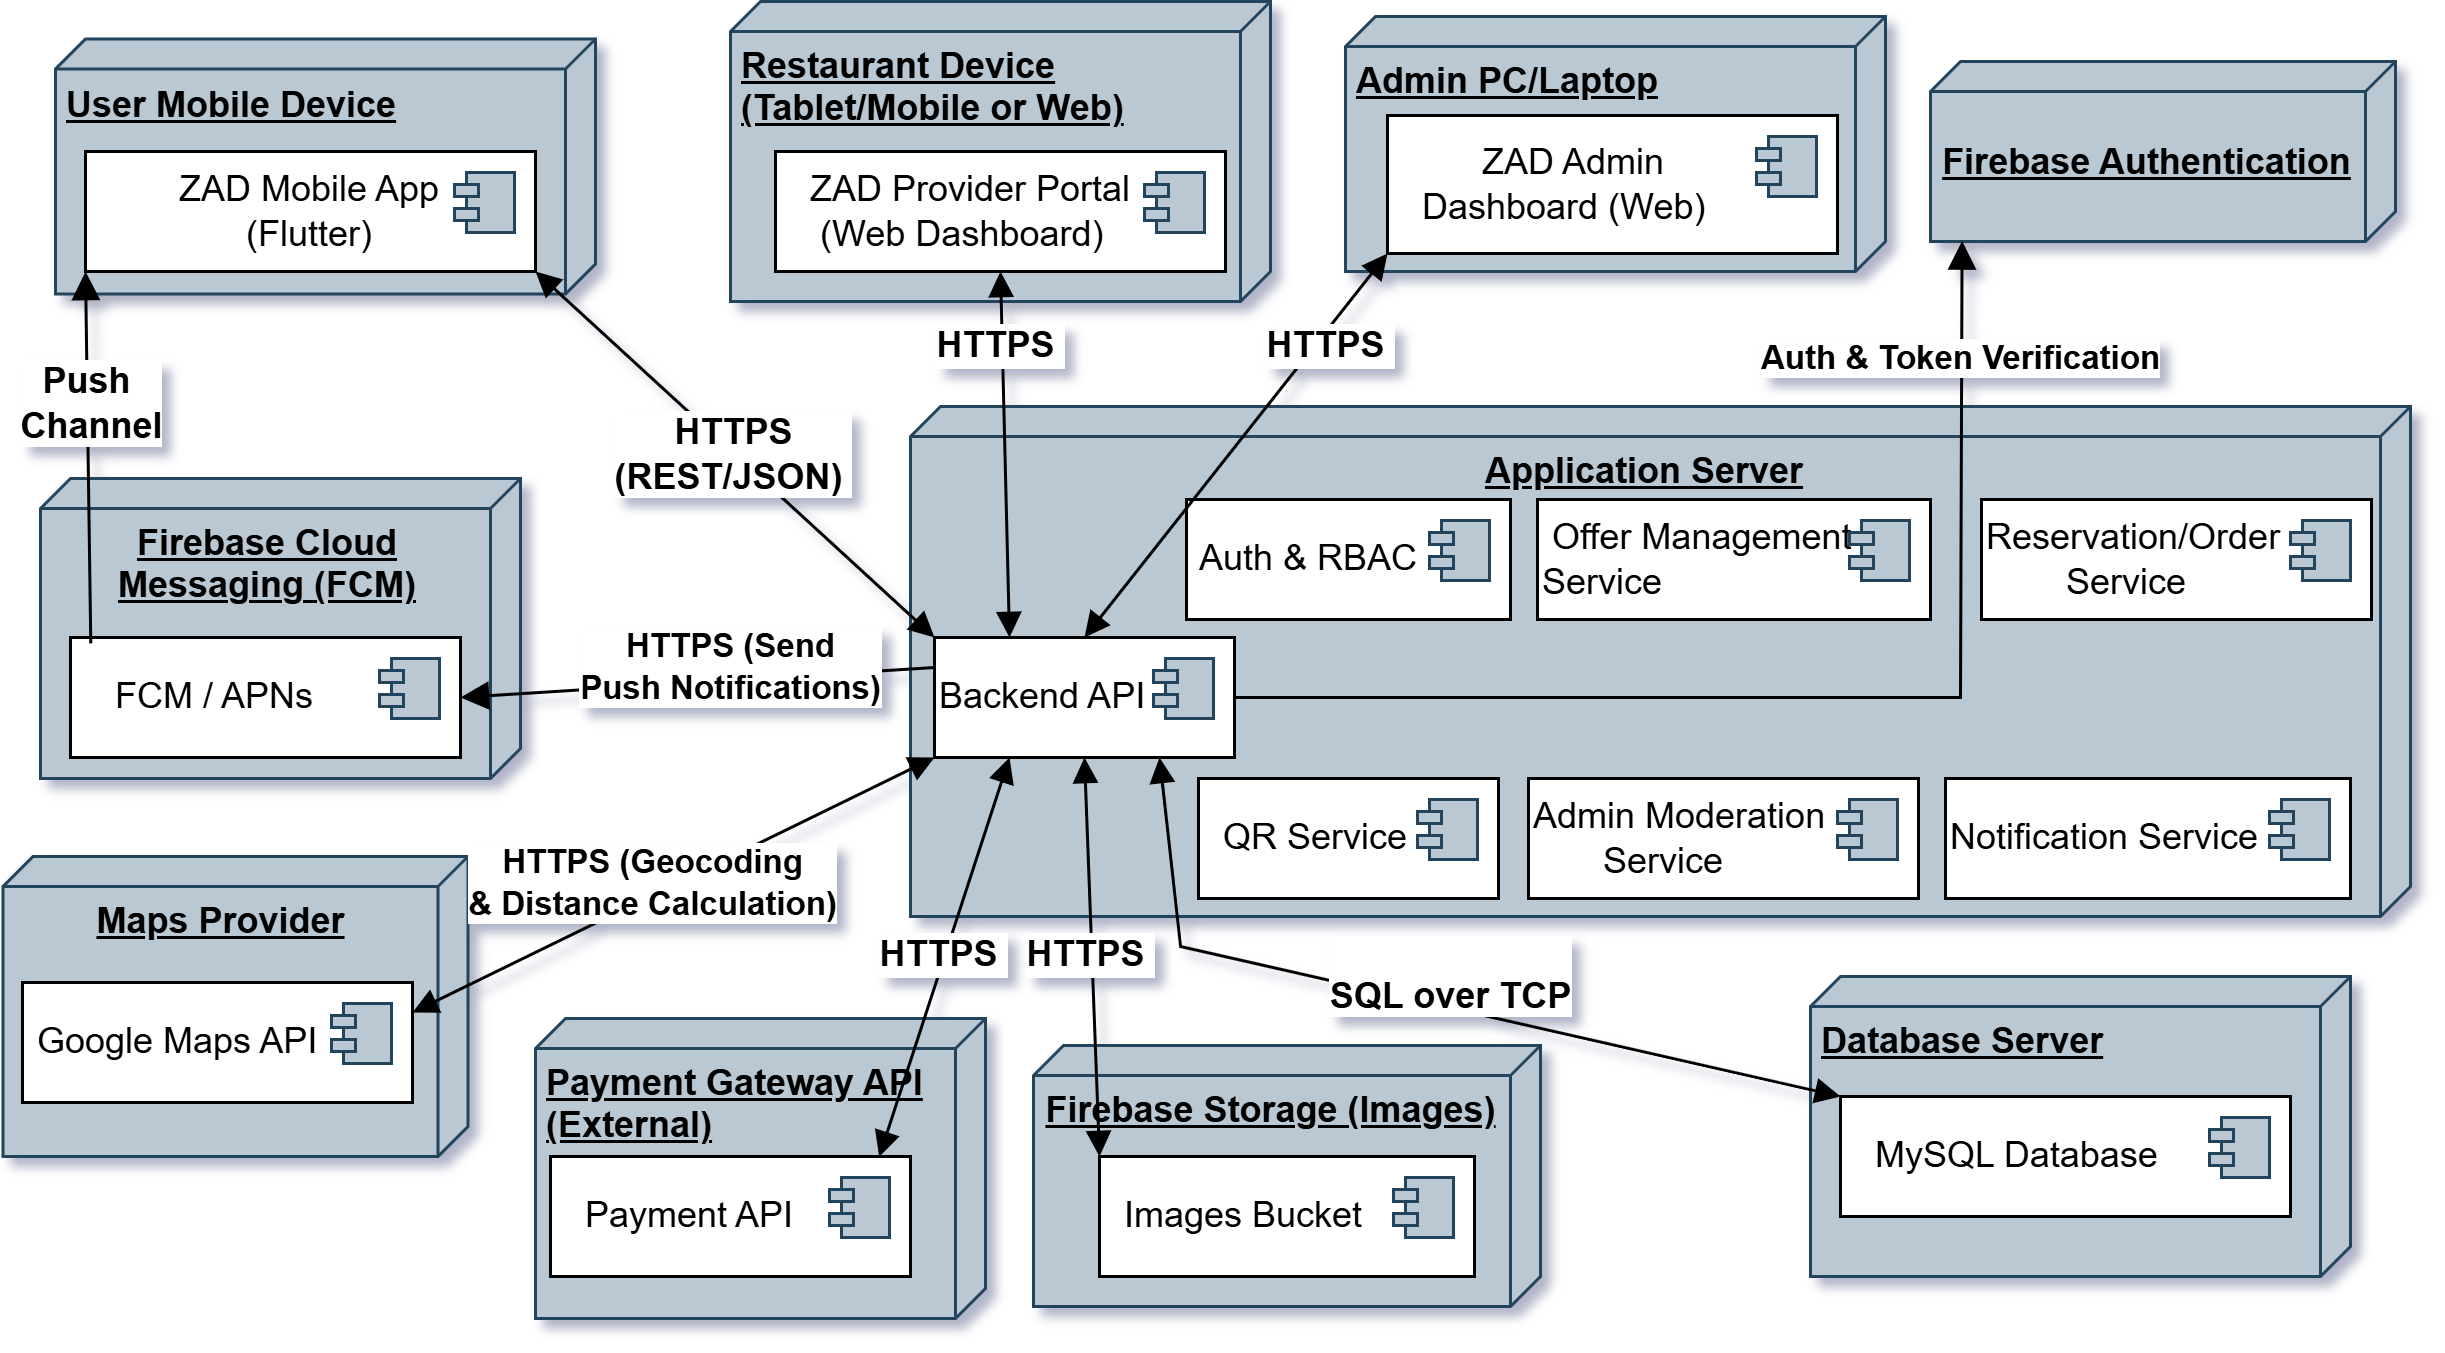 User Mobile Device
ZAD Mobile App
(Flutter)
Restaurant Device
(Tablet/Mobile or Web)
ZAD Provider Portal
(Web Dashboard)
Admin PC/Laptop
ZAD Admin
Dashboard (Web)
Firebase Authentication
Push
Channel
HTTPS
(REST/JSON)
HTTPS
HTTPS
Auth & Token Verification
Firebase Cloud
Messaging (FCM)
FCM / APNs
HTTPS (Send
Push Notifications)
Application Server
Auth & RBAC
Offer Management
Service
Reservation/Order
Service
Backend API
QR Service
Admin Moderation
Service
Notification Service
HTTPS (Geocoding
& Distance Calculation)
Maps Provider
Google Maps API
HTTPS
HTTPS
SQL over TCP
Payment Gateway API
(External)
Payment API
Firebase Storage (Images)
Images Bucket
Database Server
MySQL Database